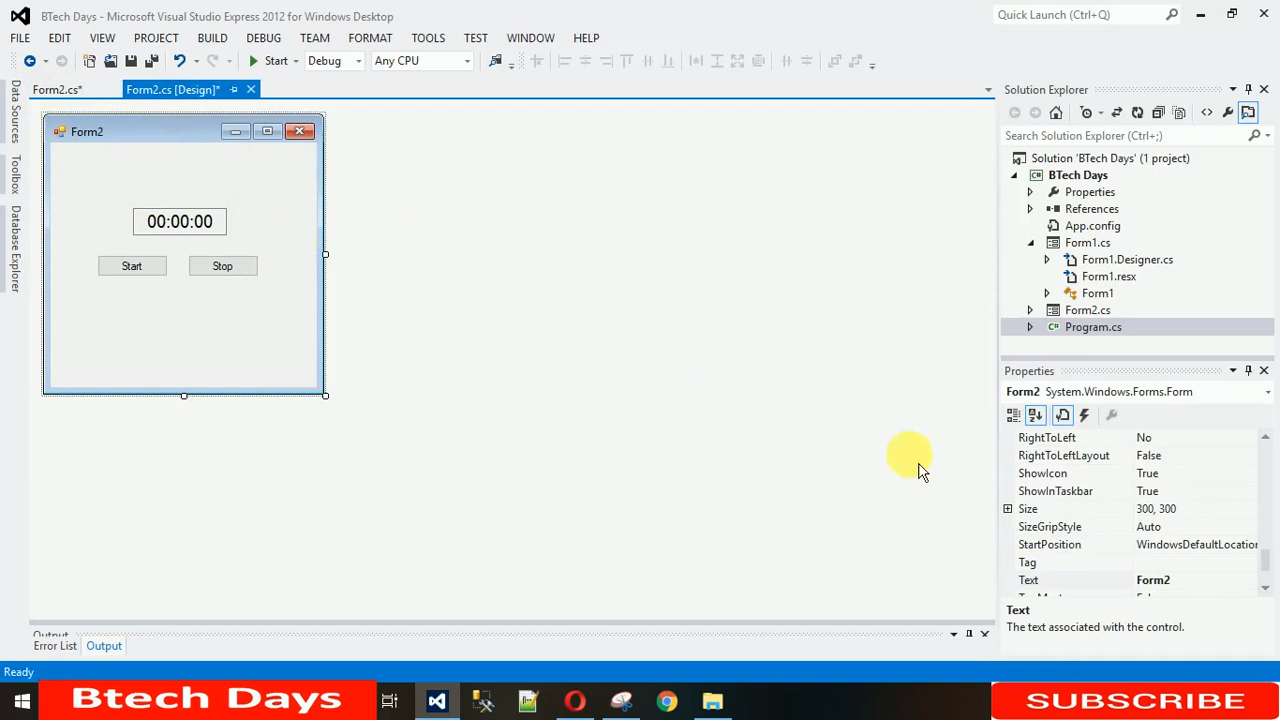 BTech Days - Microsoft Visual Studio Express 2012 for Windows Desktop
Quick Launch (Ctrl+Q)
FILE EDIT VIEW PROJECT BUILD DEBUG TEAM FORMAT TOOLS TEST WINDOW HELP
Start Debug Any CPU
Data Sources
Toolbox
Database Explorer
Form2.cs* Form2.cs [Design]*
Form2
00:00:00
Start Stop
Solution Explorer
Search Solution Explorer (Ctrl+;)
Solution 'BTech Days' (1 project)
BTech Days
Properties
References
App.config
Form1.cs
Form1.Designer.cs
Form1.resx
Form1
Form2.cs
Program.cs
Properties
Form2 System.Windows.Forms.Form
RightToLeft No
RightToLeftLayout False
ShowIcon True
ShowInTaskbar True
Size 300, 300
SizeGripStyle Auto
StartPosition WindowsDefaultLocation
Tag
Text Form2
Text
The text associated with the control.
Output
Error List Output
Ready
Btech Days
SUBSCRIBE